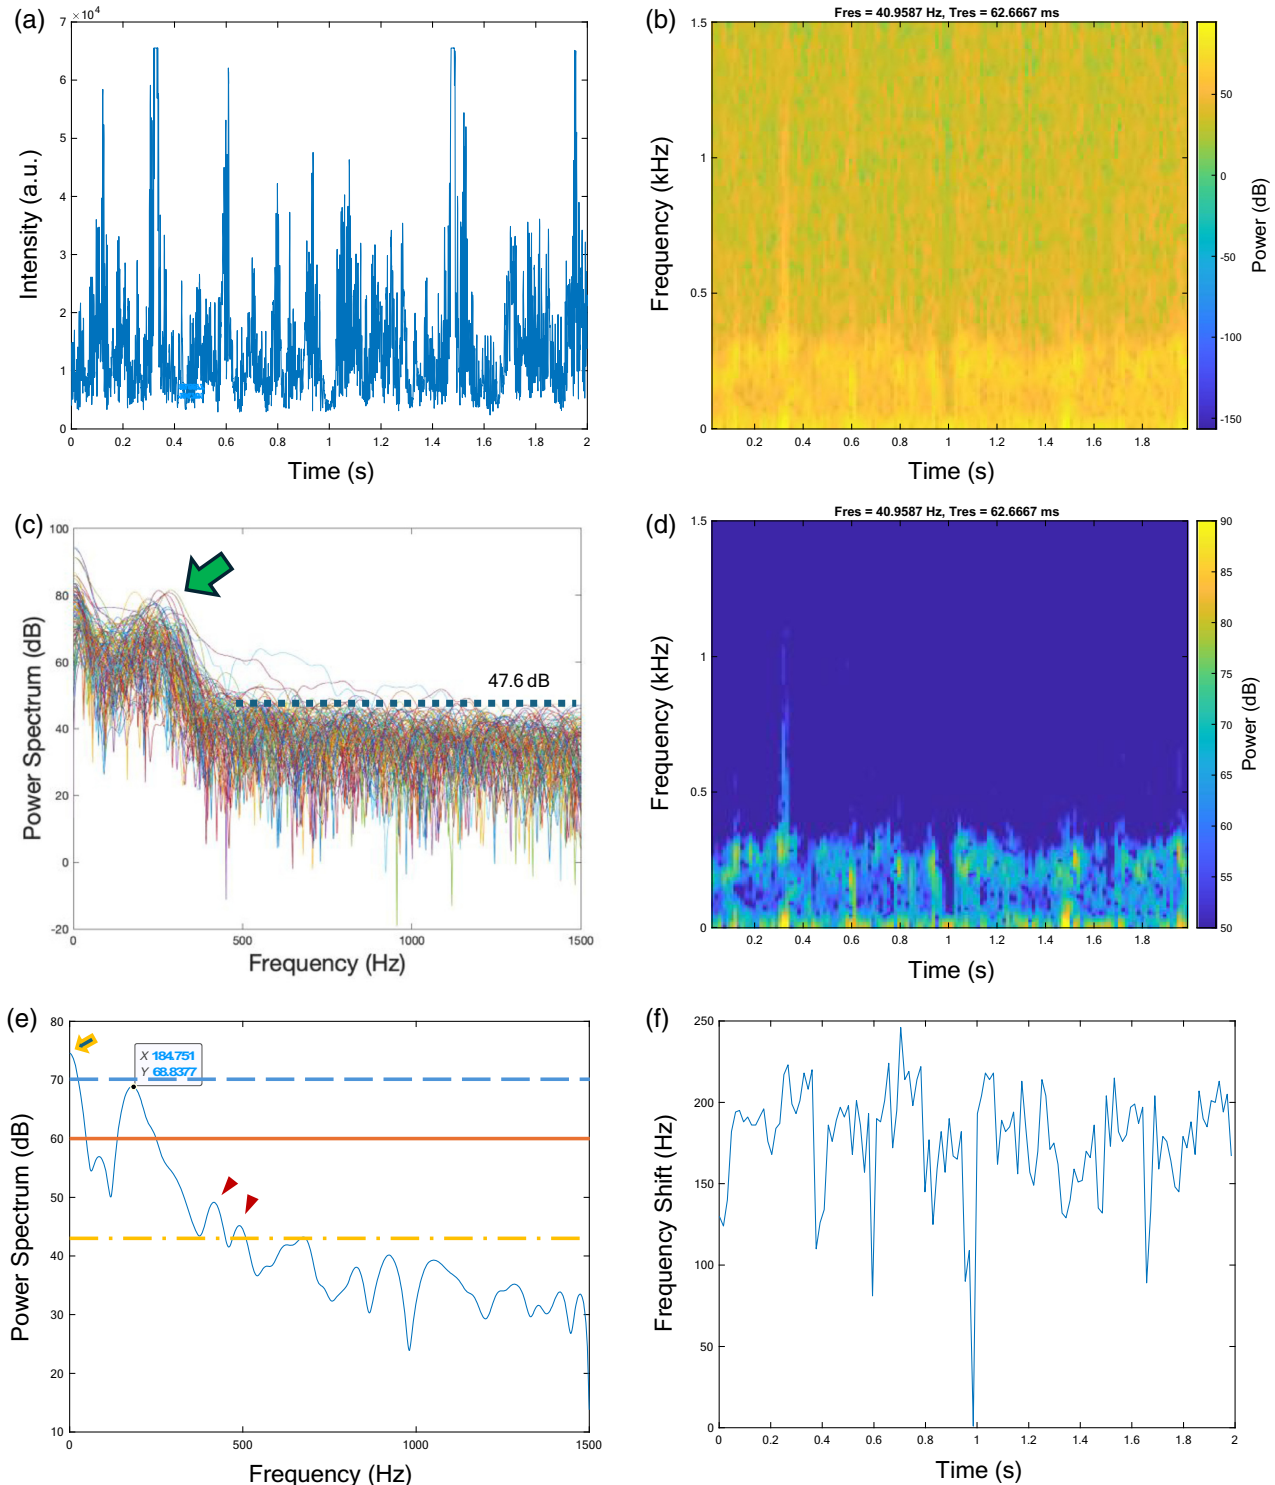 (a)
7 ×10⁴
6
5
4
3
2
1
0
0 0.2 0.4 0.6 0.8 1 1.2 1.4 1.6 1.8 2
Intensity (a.u.)
Time (s)
(b)
Fres = 40.9587 Hz, Tres = 62.6667 ms
1.5
1
0.5
0
0.2 0.4 0.6 0.8 1 1.2 1.4 1.6 1.8
Frequency (kHz)
Time (s)
50
0
-50
-100
-150
Power (dB)
(c)
100
80
60
40
20
0
-20
0 500 1000 1500
47.6 dB
Power Spectrum (dB)
Frequency (Hz)
(d)
Fres = 40.9587 Hz, Tres = 62.6667 ms
1.5
1
0.5
0
0.2 0.4 0.6 0.8 1 1.2 1.4 1.6 1.8
Frequency (kHz)
Time (s)
90
85
80
75
70
65
60
55
50
Power (dB)
(e)
80
70
60
50
40
30
20
10
0 500 1000 1500
X 184.751
Y 68.8377
Power Spectrum (dB)
Frequency (Hz)
(f)
250
200
150
100
50
0
0 0.2 0.4 0.6 0.8 1 1.2 1.4 1.6 1.8 2
Frequency Shift (Hz)
Time (s)